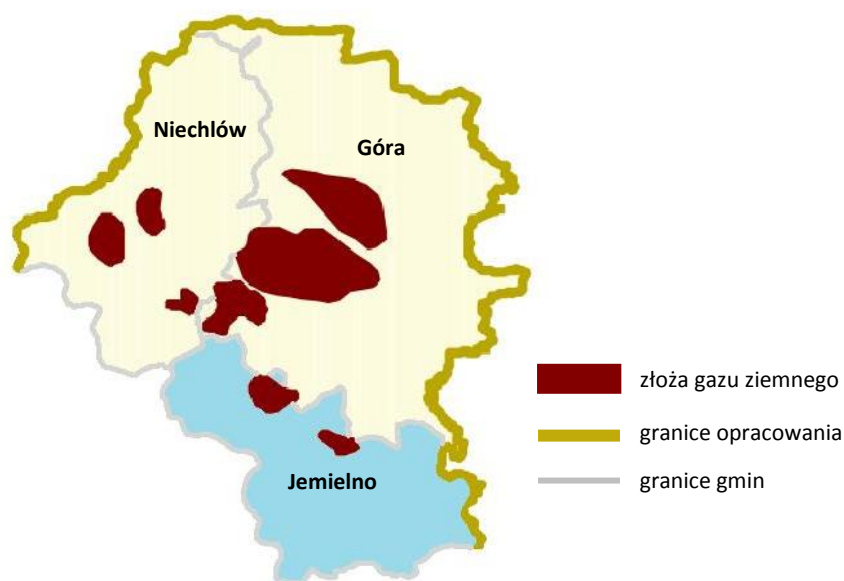 Niechlów
Góra
Jemielno
złoża gazu ziemnego
granice opracowania
granice gmin